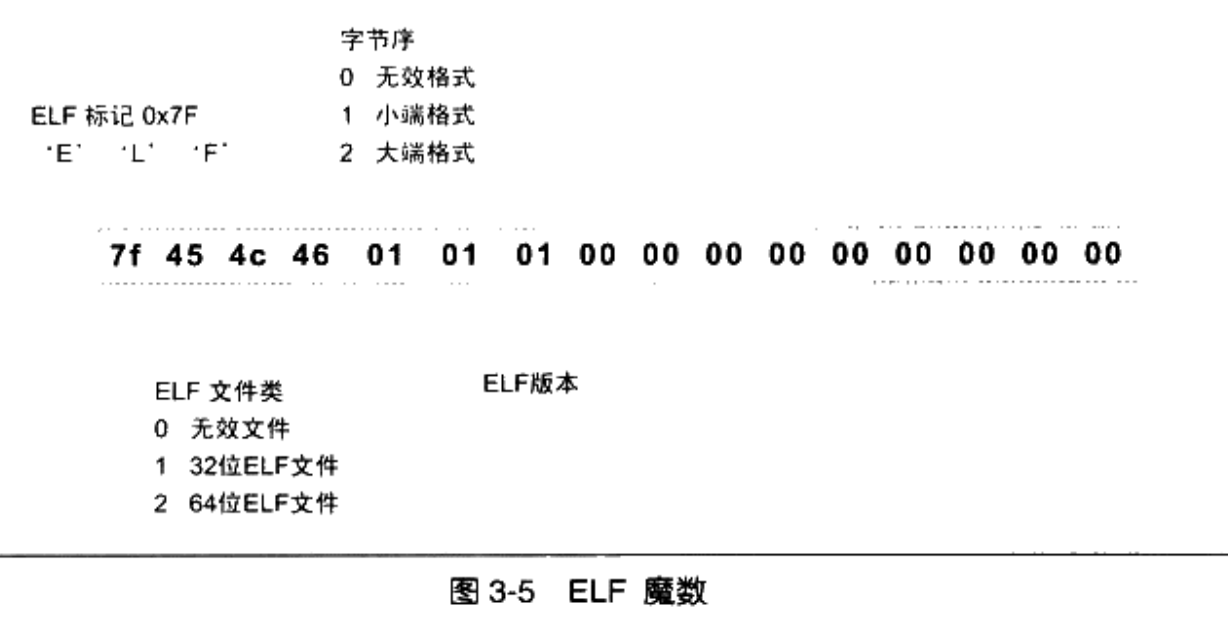 字节序
0 无效格式
ELF 标记 0x7F
1 小端格式
'E' 'L' 'F'
2 大端格式
7f 45 4c 46 01 01 01 00 00 00 00 00 00 00 00 00
ELF 文件类
ELF版本
0 无效文件
1 32位ELF文件
2 64位ELF文件
图 3-5 ELF 魔数